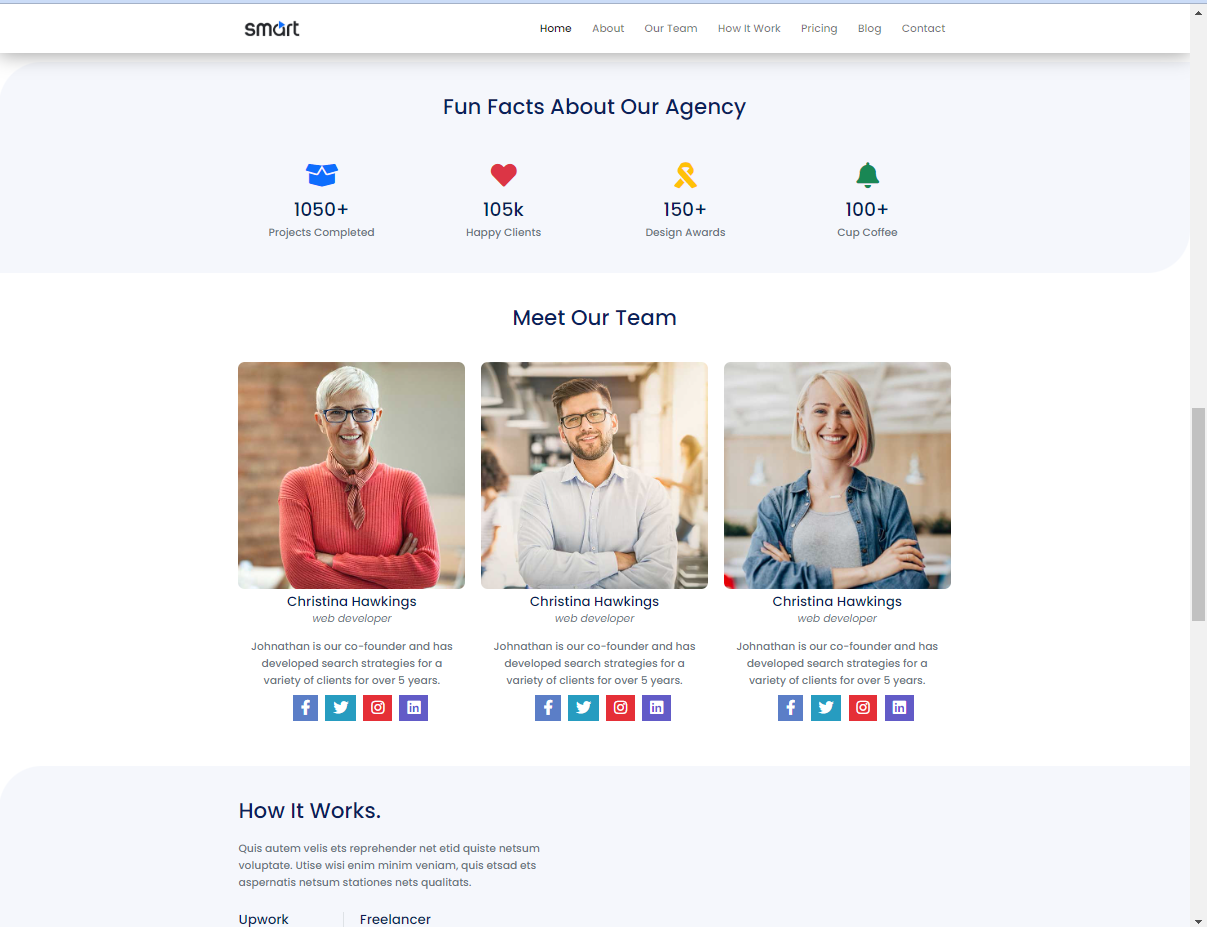 smart
Home About Our Team How It Work Pricing Blog Contact
Fun Facts About Our Agency
1050+ 105k 150+ 100+
Projects Completed Happy Clients Design Awards Cup Coffee
Meet Our Team
Christina Hawkings
web developer
Johnathan is our co-founder and has
developed search strategies for a
variety of clients for over 5 years.
Christina Hawkings
web developer
Johnathan is our co-founder and has
developed search strategies for a
variety of clients for over 5 years.
Christina Hawkings
web developer
Johnathan is our co-founder and has
developed search strategies for a
variety of clients for over 5 years.
How It Works.
Quis autem velis ets reprehender net etid quiste netsum
voluptate. Utise wisi enim minim veniam, quis etsad ets
aspernatis netsum stationes nets qualitats.
Upwork Freelancer